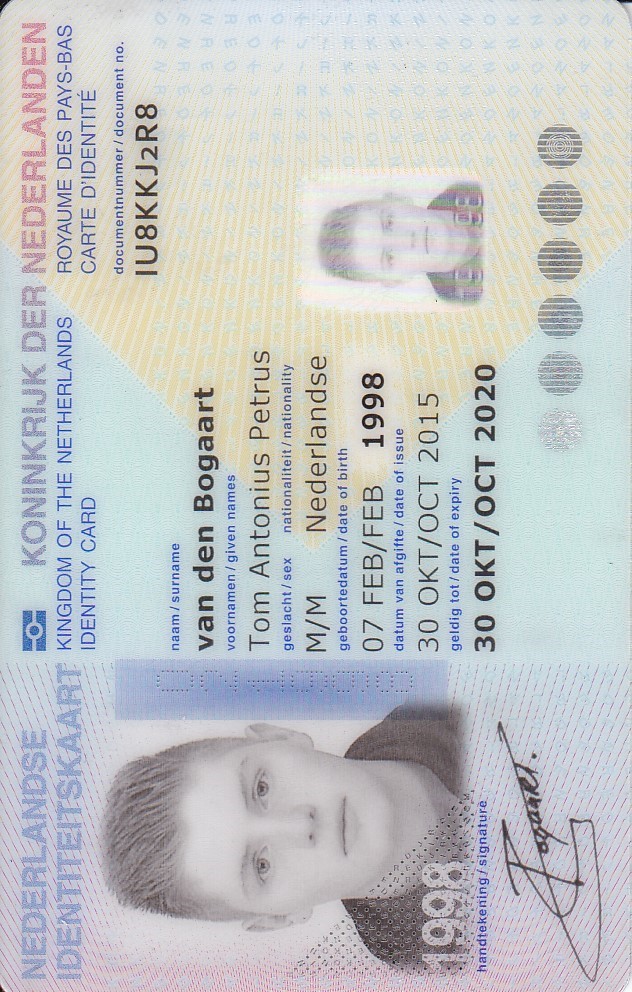 NEDERLANDSE
IDENTITEITSKAART
KONINKRIJK DER NEDERLANDEN
KINGDOM OF THE NETHERLANDS
IDENTITY CARD
ROYAUME DES PAYS-BAS
CARTE D'IDENTITÉ
documentnummer / document no.
IU8KKJ2R8
naam / surname
van den Bogaart
voornamen / given names
Tom Antonius Petrus
geslacht / sex nationaliteit / nationality
M/M Nederlandse
geboortedatum / date of birth
07 FEB/FEB 1998
datum van afgifte / date of issue
30 OKT/OCT 2015
geldig tot / date of expiry
30 OKT/OCT 2020
1998
handtekening / signature
Bogaart.